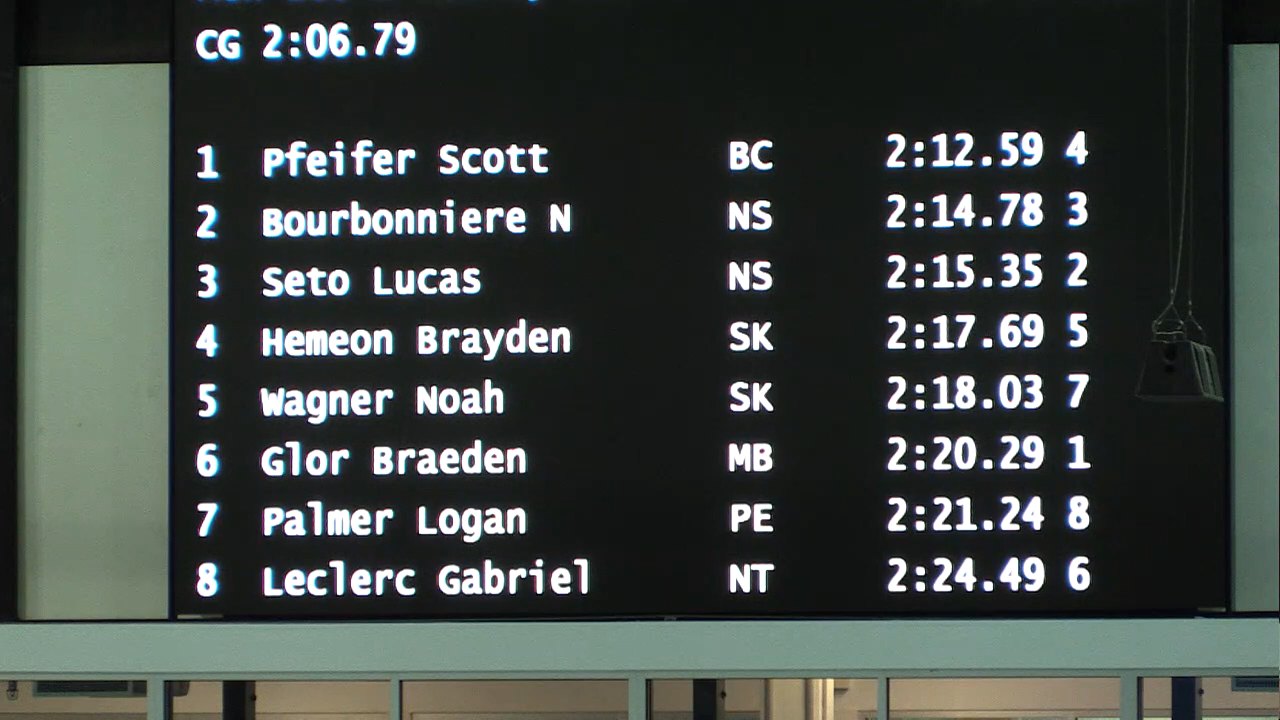 CG 2:06.79
1 Pfeifer Scott BC 2:12.59 4
2 Bourbonniere N NS 2:14.78 3
3 Seto Lucas NS 2:15.35 2
4 Hemeon Brayden SK 2:17.69 5
5 Wagner Noah SK 2:18.03 7
6 Glor Braeden MB 2:20.29 1
7 Palmer Logan PE 2:21.24 8
8 Leclerc Gabriel NT 2:24.49 6